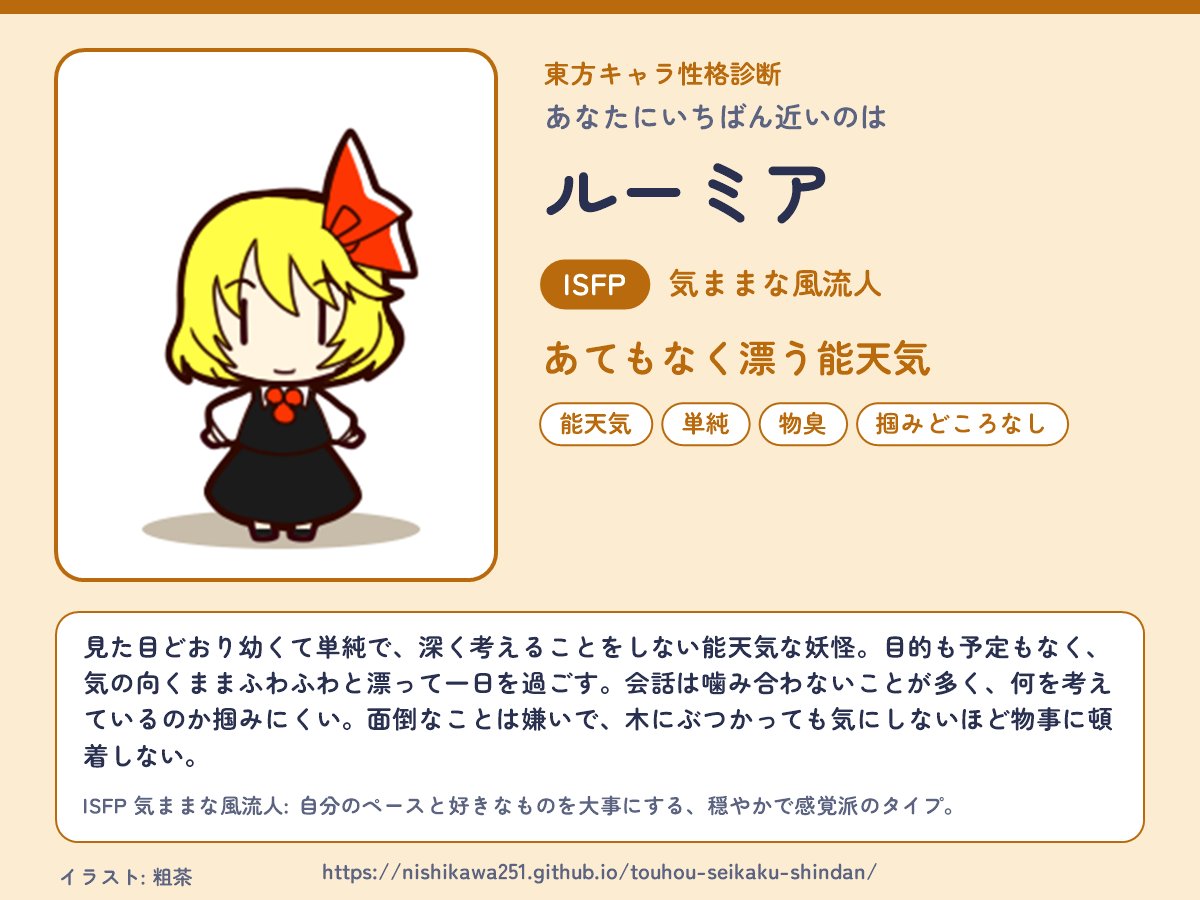 東方キャラ性格診断
あなたにいちばん近いのは
ルーミア
ISFP 気ままな風流人
あてもなく漂う能天気
能天気 単純 物臭 掴みどころなし
見た目どおり幼くて単純で、深く考えることをしない能天気な妖怪。目的も予定もなく、
気の向くままふわふわと漂って一日を過ごす。会話は噛み合わないことが多く、何を考え
ているのか掴みにくい。面倒なことは嫌いで、木にぶつかっても気にしないほど物事に頓
着しない。
ISFP 気ままな風流人: 自分のペースと好きなものを大事にする、穏やかで感覚派のタイプ。
イラスト: 粗茶
https://nishikawa251.github.io/touhou-seikaku-shindan/